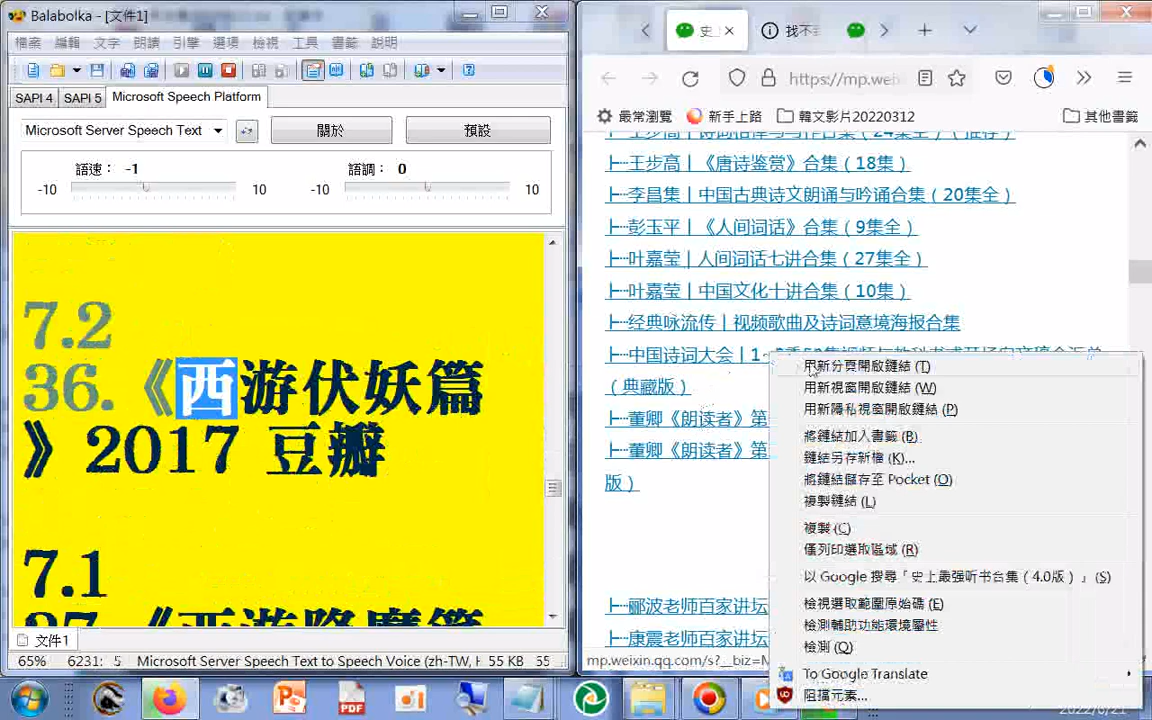 Balabolka - [文件1]
檔案 編輯 文字 朗讀 引擎 選項 檢視 工具 書籤 說明
SAPI 4 SAPI 5 Microsoft Speech Platform
Microsoft Server Speech Text 關於 預設
語速： -1 語調： 0
-10 10 -10 10
7.2
36. 《西游伏妖篇
》 2017 豆瓣
7.1
文件1
65% 6231: 5 Microsoft Server Speech Text to Speech Voice (zh-TW, H 55 KB 55
史 找不
https://mp.wei
最常瀏覽 新手上路 韓文影片20220312 其他書籤
├┈王步高丨《唐诗鉴赏》合集（18集）
├┈李昌集丨中国古典诗文朗诵与吟诵合集（20集全）
├┈彭玉平丨《人间词话》合集（9集全）
├┈叶嘉莹丨人间词话七讲合集（27集全）
├┈叶嘉莹丨中国文化十讲合集（10集）
├┈经典咏流传丨视频歌曲及诗词意境海报合集
├┈中国诗词大会丨1
（典藏版）
├┈董卿《朗读者》第
├┈董卿《朗读者》第
版）
├┈郦波老师百家讲坛
├┈康震老师百家讲坛
mp.weixin.qq.com/s?__biz=M
用新分頁開啟鏈結 (T)
用新視窗開啟鏈結 (W)
用新隱私視窗開啟鏈結 (P)
將鏈結加入書籤 (B)
鏈結另存新檔 (K)...
將鏈結儲存至 Pocket (O)
複製鏈結 (L)
複製 (C)
僅列印選取區域 (R)
以 Google 搜尋「史上最强听书合集（4.0版）」 (S)
檢視選取範圍原始碼 (E)
檢測輔助功能環境屬性
檢測 (Q)
To Google Translate
阻擋元素...
PDF